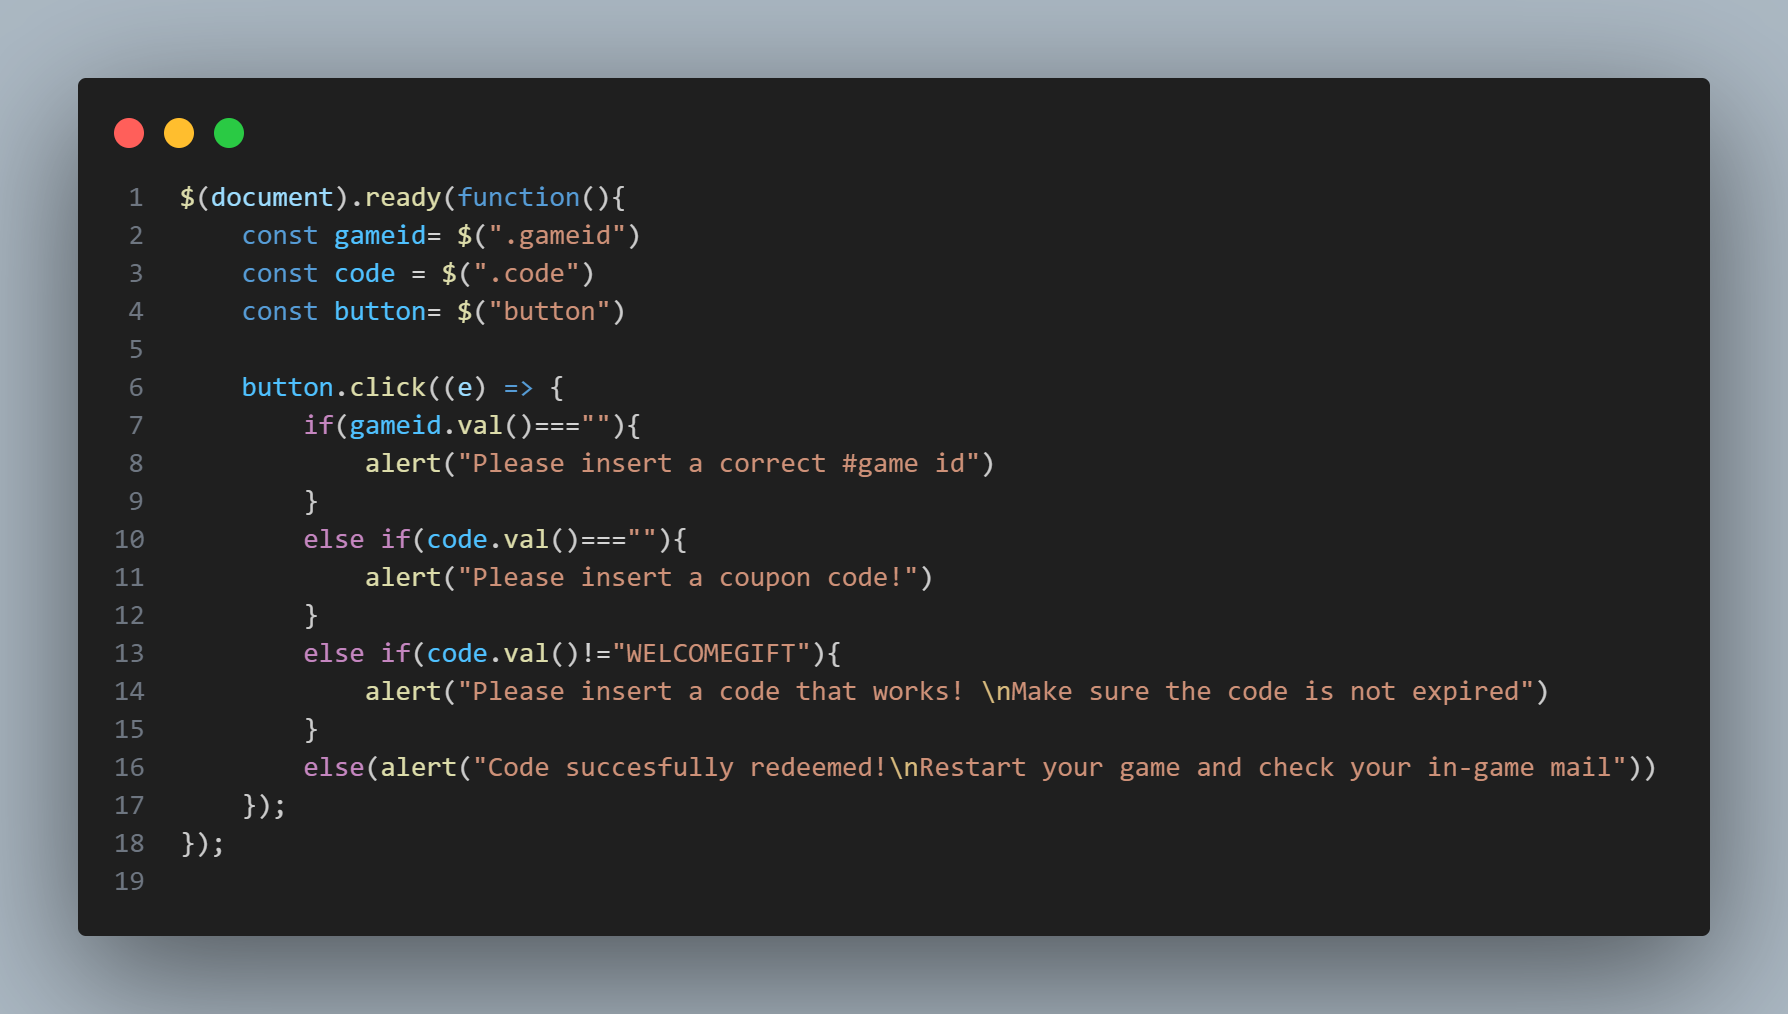 1 $(document).ready(function(){
2     const gameid= $(".gameid")
3     const code = $(".code")
4     const button= $("button")
5
6     button.click((e) => {
7         if(gameid.val()===""){
8             alert("Please insert a correct #game id")
9         }
10         else if(code.val()===""){
11             alert("Please insert a coupon code!")
12         }
13         else if(code.val()!="WELCOMEGIFT"){
14             alert("Please insert a code that works! \nMake sure the code is not expired")
15         }
16         else(alert("Code succesfully redeemed!\nRestart your game and check your in-game mail"))
17     });
18 });
19